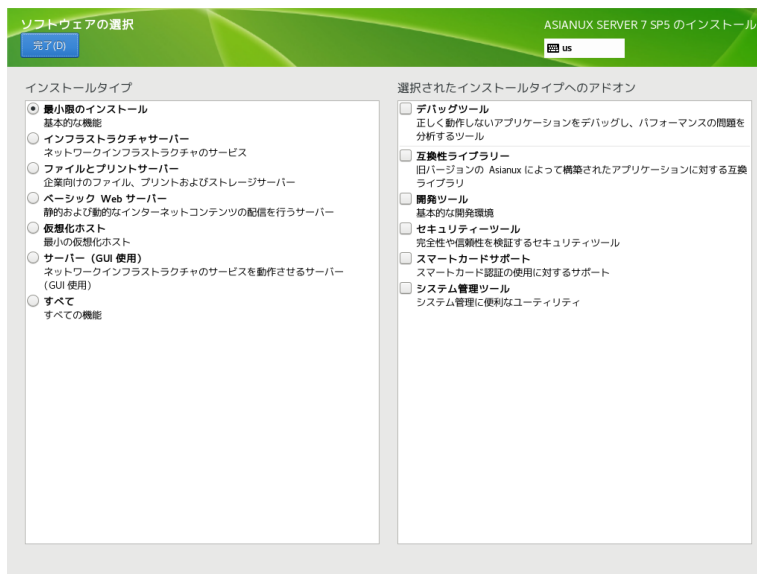 ソフトウェアの選択
ASIANUX SERVER 7 SP5 のインストール
完了(D)
us
インストールタイプ
最小限のインストール
基本的な機能
インフラストラクチャサーバー
ネットワークインフラストラクチャのサービス
ファイルとプリントサーバー
企業向けのファイル、プリントおよびストレージサーバー
ベーシック Web サーバー
静的および動的なインターネットコンテンツの配信を行うサーバー
仮想化ホスト
最小の仮想化ホスト
サーバー（GUI 使用）
ネットワークインフラストラクチャのサービスを動作させるサーバー
(GUI 使用)
すべて
すべての機能
選択されたインストールタイプへのアドオン
デバッグツール
正しく動作しないアプリケーションをデバッグし、パフォーマンスの問題を
分析するツール
互換性ライブラリー
旧バージョンの Asianux によって構築されたアプリケーションに対する互換
ライブラリ
開発ツール
基本的な開発環境
セキュリティーツール
完全性や信頼性を検証するセキュリティツール
スマートカードサポート
スマートカード認証の使用に対するサポート
システム管理ツール
システム管理に便利なユーティリティ